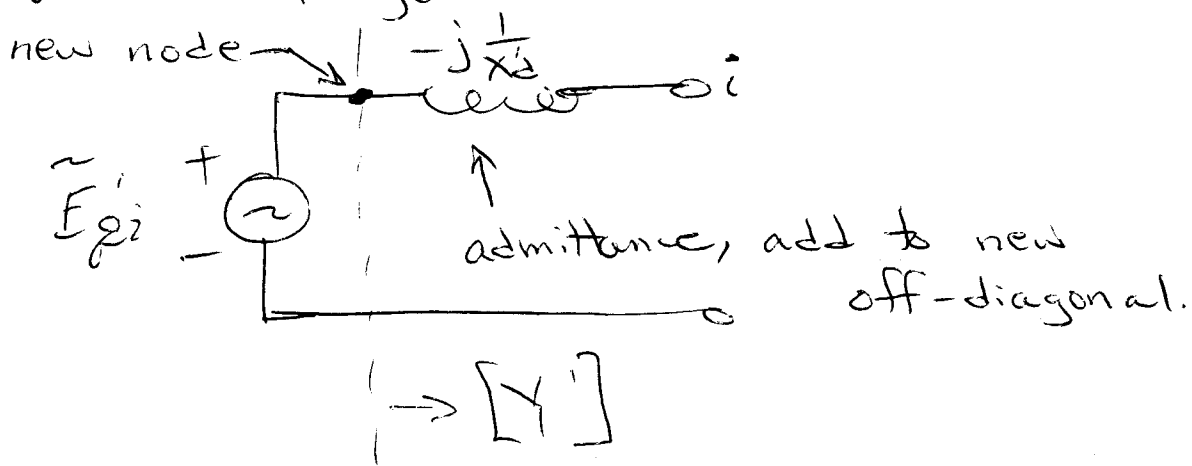 new node
-j 1/x'd
i
+
Ẽ'gi
~
-
admittance, add to new
off-diagonal.
→ [Y']